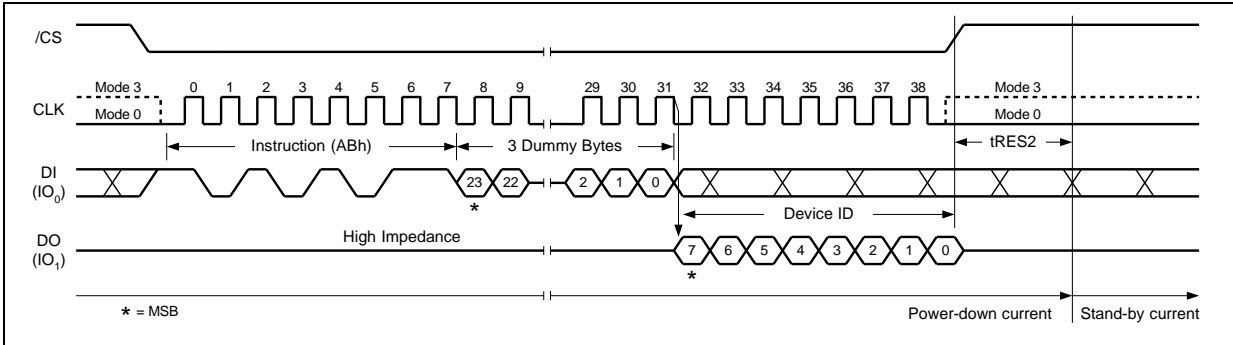 /CS
Mode 3 0 1 2 3 4 5 6 7 8 9 29 30 31 32 33 34 35 36 37 38 Mode 3
CLK
Mode 0 Mode 0
Instruction (ABh) 3 Dummy Bytes tRES2
DI
(IO0) 23 22 2 1 0
*
Device ID
High Impedance
DO
(IO1) 7 6 5 4 3 2 1 0
*
* = MSB
Power-down current Stand-by current